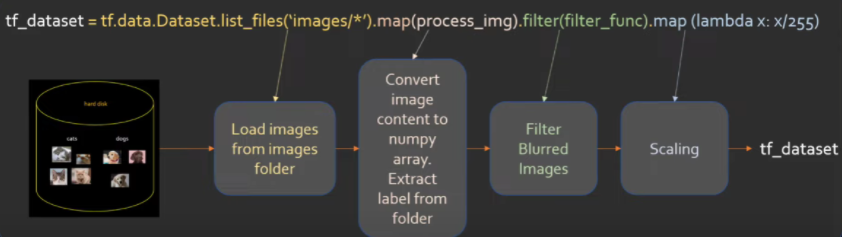 tf_dataset = tf.data.Dataset.list_files('images/*').map(process_img).filter(filter_func).map (lambda x: x/255)
hard disk
cats
dogs
Load images
from images
folder
Convert
image
content to
numpy
array.
Extract
label from
folder
Filter
Blurred
Images
Scaling
tf_dataset